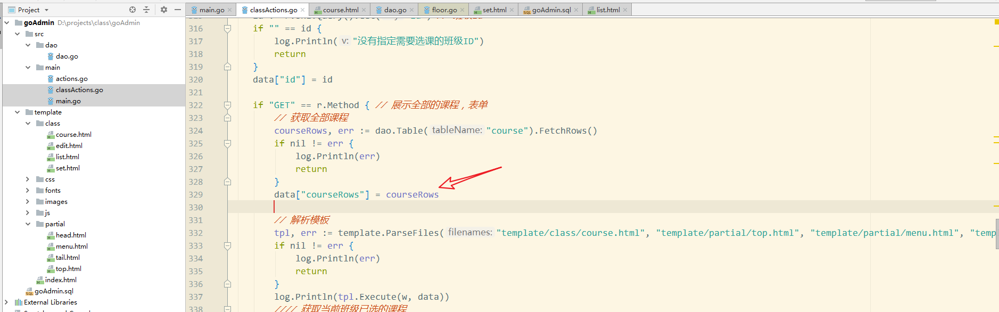 Project
main.go
classActions.go
course.html
dao.go
floor.go
set.html
goAdmin.sql
list.html
goAdmin D:\projects\class\goAdmin
src
dao
dao.go
main
actions.go
classActions.go
main.go
template
class
course.html
edit.html
list.html
set.html
css
fonts
images
js
partial
head.html
menu.html
tail.html
top.html
index.html
goAdmin.sql
External Libraries
316 if "" == id {
317 log.Println( v: "没有指定需要选课的班级ID")
318 return
319 }
320 data["id"] = id
321
322 if "GET" == r.Method { // 展示全部的课程，表单
323 // 获取全部课程
324 courseRows, err := dao.Table( tableName: "course").FetchRows()
325 if nil != err {
326 log.Println(err)
327 return
328 }
329 data["courseRows"] = courseRows
330
331 // 解析模板
332 tpl, err := template.ParseFiles( filenames: "template/class/course.html", "template/partial/top.html", "template/partial/menu.html", "temp
333 if nil != err {
334 log.Println(err)
335 return
336 }
337 log.Println(tpl.Execute(w, data))
338 //// 获取当前班级已选的课程